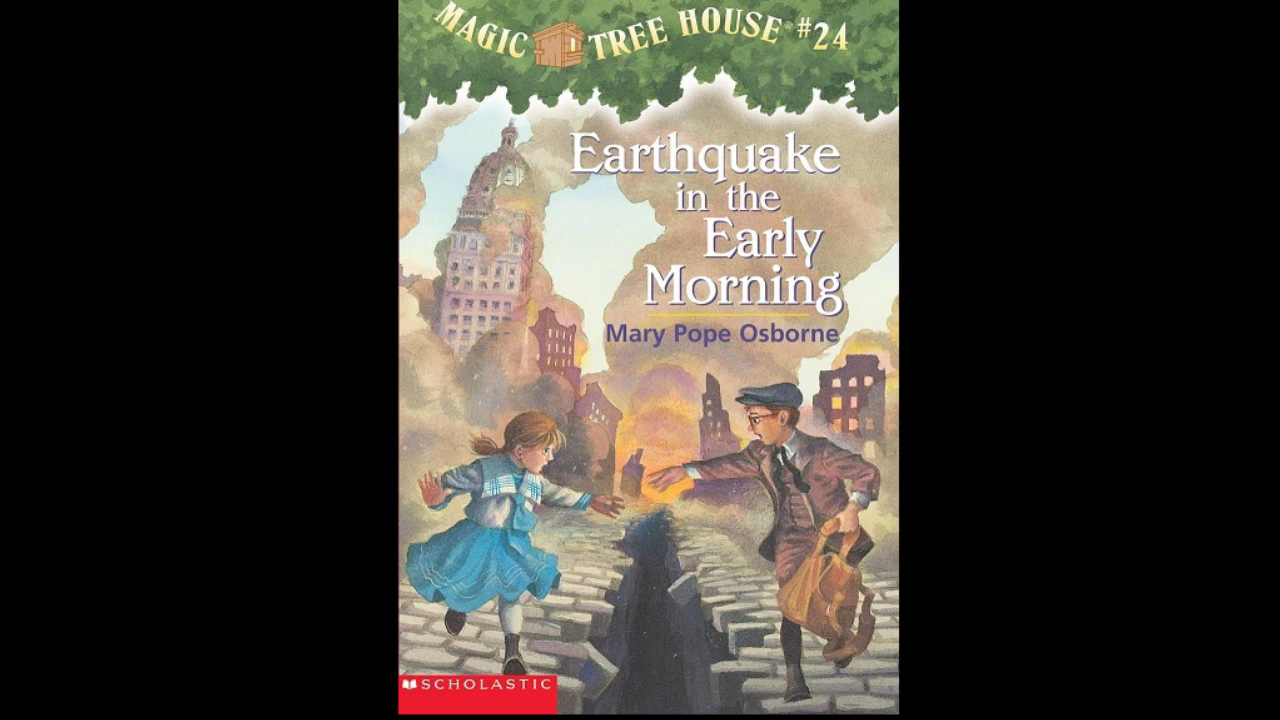 MAGIC TREE HOUSE® #24
Earthquake
in the
Early
Morning
Mary Pope Osborne
SCHOLASTIC